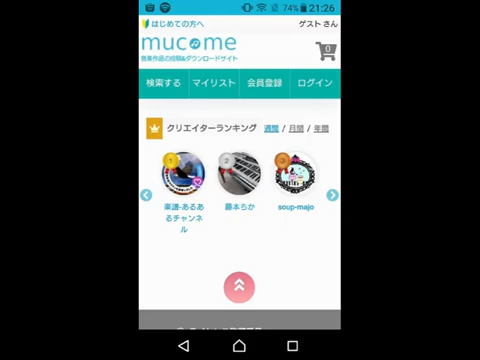 74% 21:26
はじめての方へ ゲスト さん
mucome 0
音楽作品の投稿&ダウンロードサイト
検索する マイリスト 会員登録 ログイン
クリエイターランキング 週間 / 月間 / 年間
1 2 3
楽譜-あるあるチャンネル
藤本ちか
soup-majo